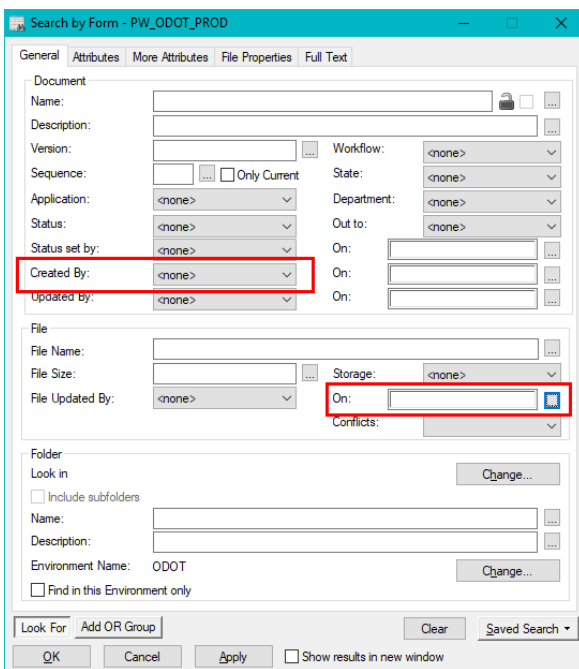 Search by Form - PW_ODOT_PROD
General Attributes More Attributes File Properties Full Text
Document
Name: ...
Description: ...
Version: ... Workflow: <none>
Sequence: ... Only Current State: <none>
Application: <none> Department: <none>
Status: <none> Out to: <none>
Status set by: <none> On: ...
Created By: <none> On: ...
Updated By: <none> On: ...
File
File Name: ...
File Size: ... Storage: <none>
File Updated By: <none> On: ...
Conflicts:
Folder
Look in Change...
Include subfolders
Name: ...
Description: ...
Environment Name: ODOT Change...
Find in this Environment only
Look For Add OR Group Clear Saved Search
OK Cancel Apply Show results in new window